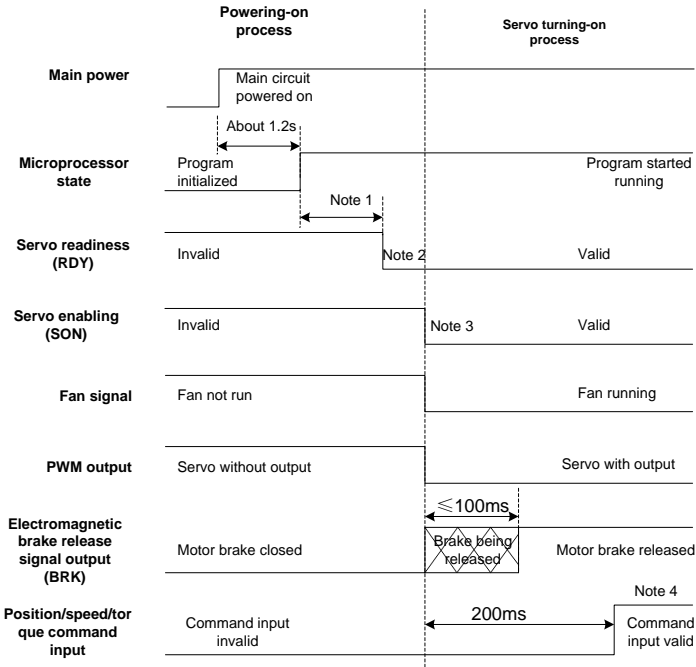 Powering-on
process
Servo turning-on
process
Main power
Main circuit
powered on
About 1.2s
Microprocessor
state
Program
initialized
Program started
running
Note 1
Servo readiness
(RDY)
Invalid
Note 2
Valid
Servo enabling
(SON)
Invalid
Note 3
Valid
Fan signal
Fan not run
Fan running
PWM output
Servo without output
Servo with output
≤100ms
Electromagnetic
brake release
signal output
(BRK)
Motor brake closed
Brake being
released
Motor brake released
Note 4
Position/speed/tor
que command
input
Command input
invalid
200ms
Command
input valid